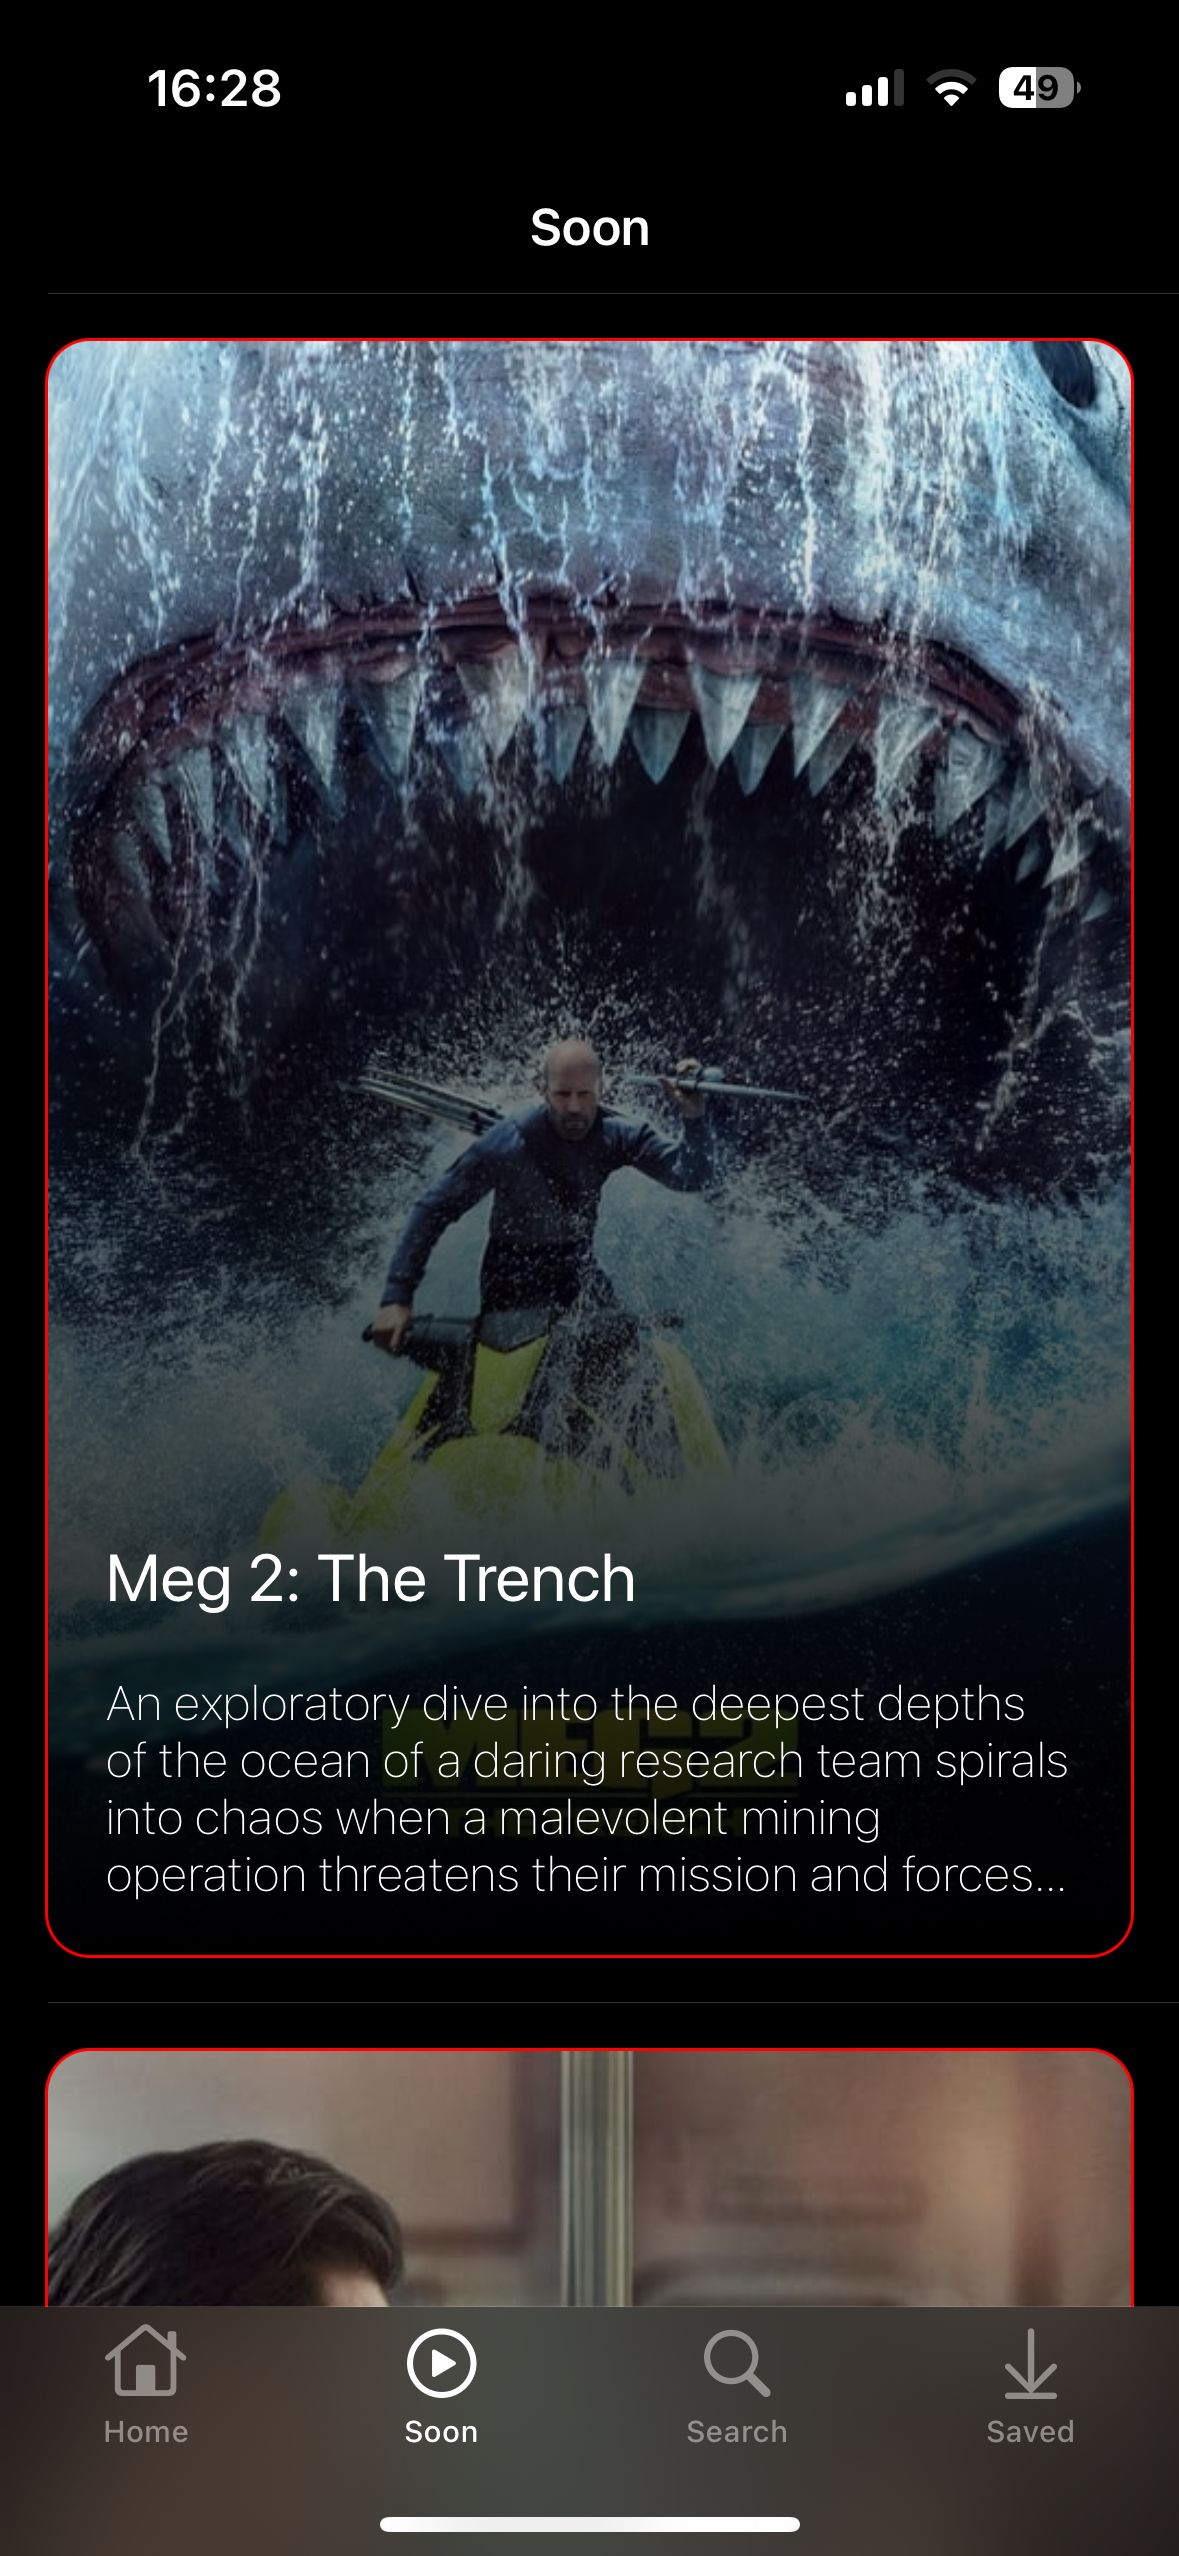 16:28
49
Soon
Meg 2: The Trench
An exploratory dive into the deepest depths
of the ocean of a daring research team spirals
into chaos when a malevolent mining
operation threatens their mission and forces...
MEG 2
Home
Soon
Search
Saved